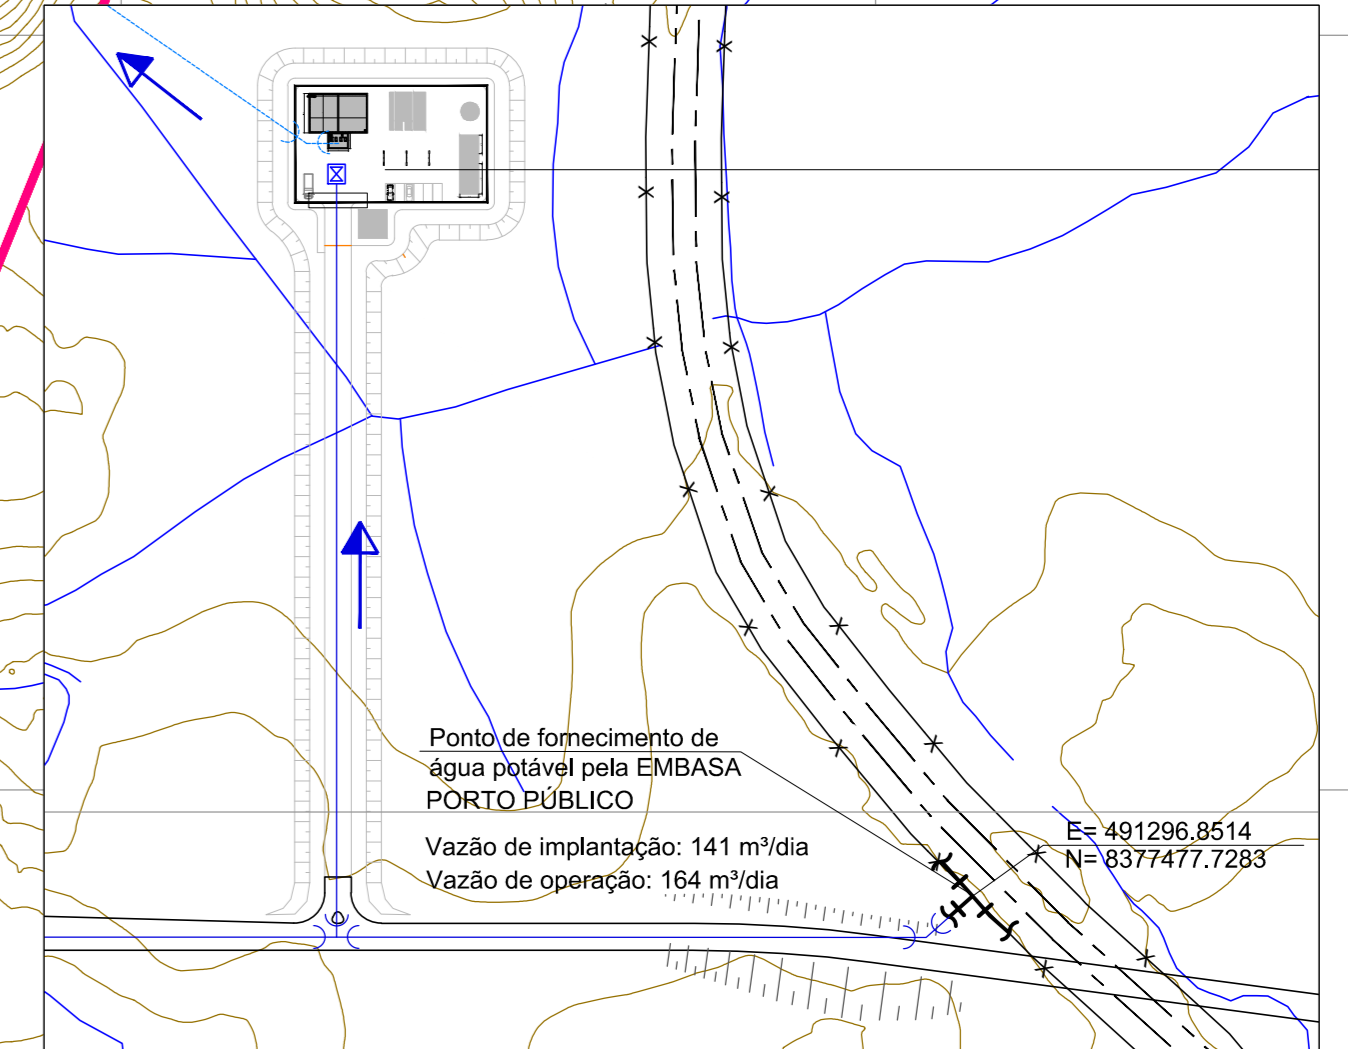 Ponto de fornecimento de
água potável pela EMBASA
PORTO PÚBLICO
Vazão de implantação: 141 m³/dia
Vazão de operação: 164 m³/dia
E= 491296.8514
N= 8377477.7283